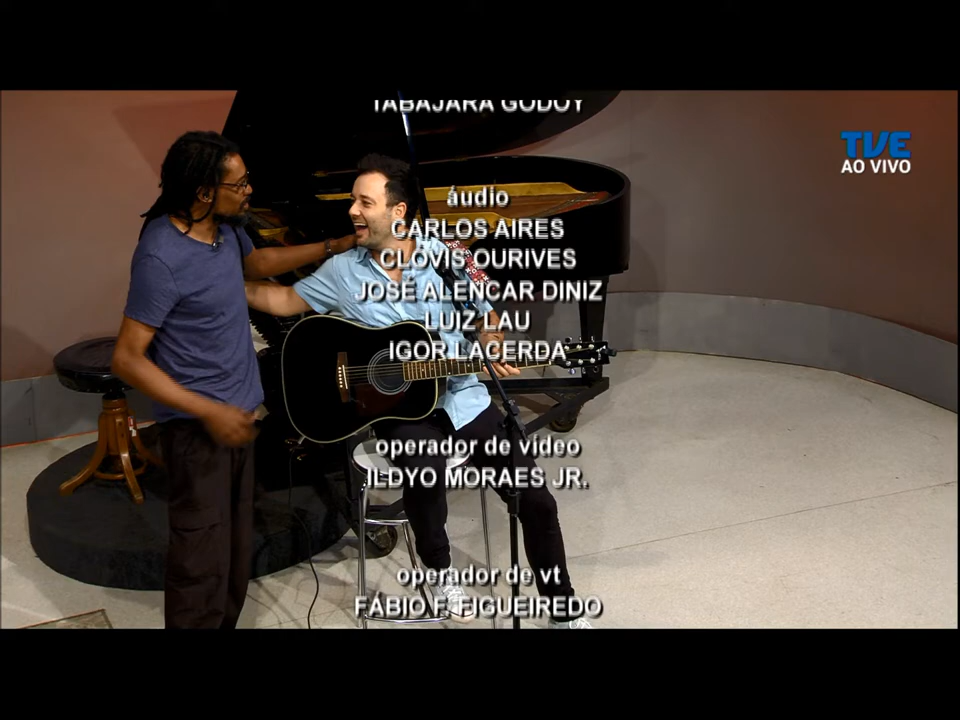 TABAJARA GODOY
TVE
AO VIVO
áudio
CARLOS AIRES
CLÓVIS OURIVES
JOSÉ ALENCAR DINIZ
LUIZ LAU
IGOR LACERDA
operador de vídeo
ILDYO MORAES JR.
operador de vt
FÁBIO F. FIGUEIREDO